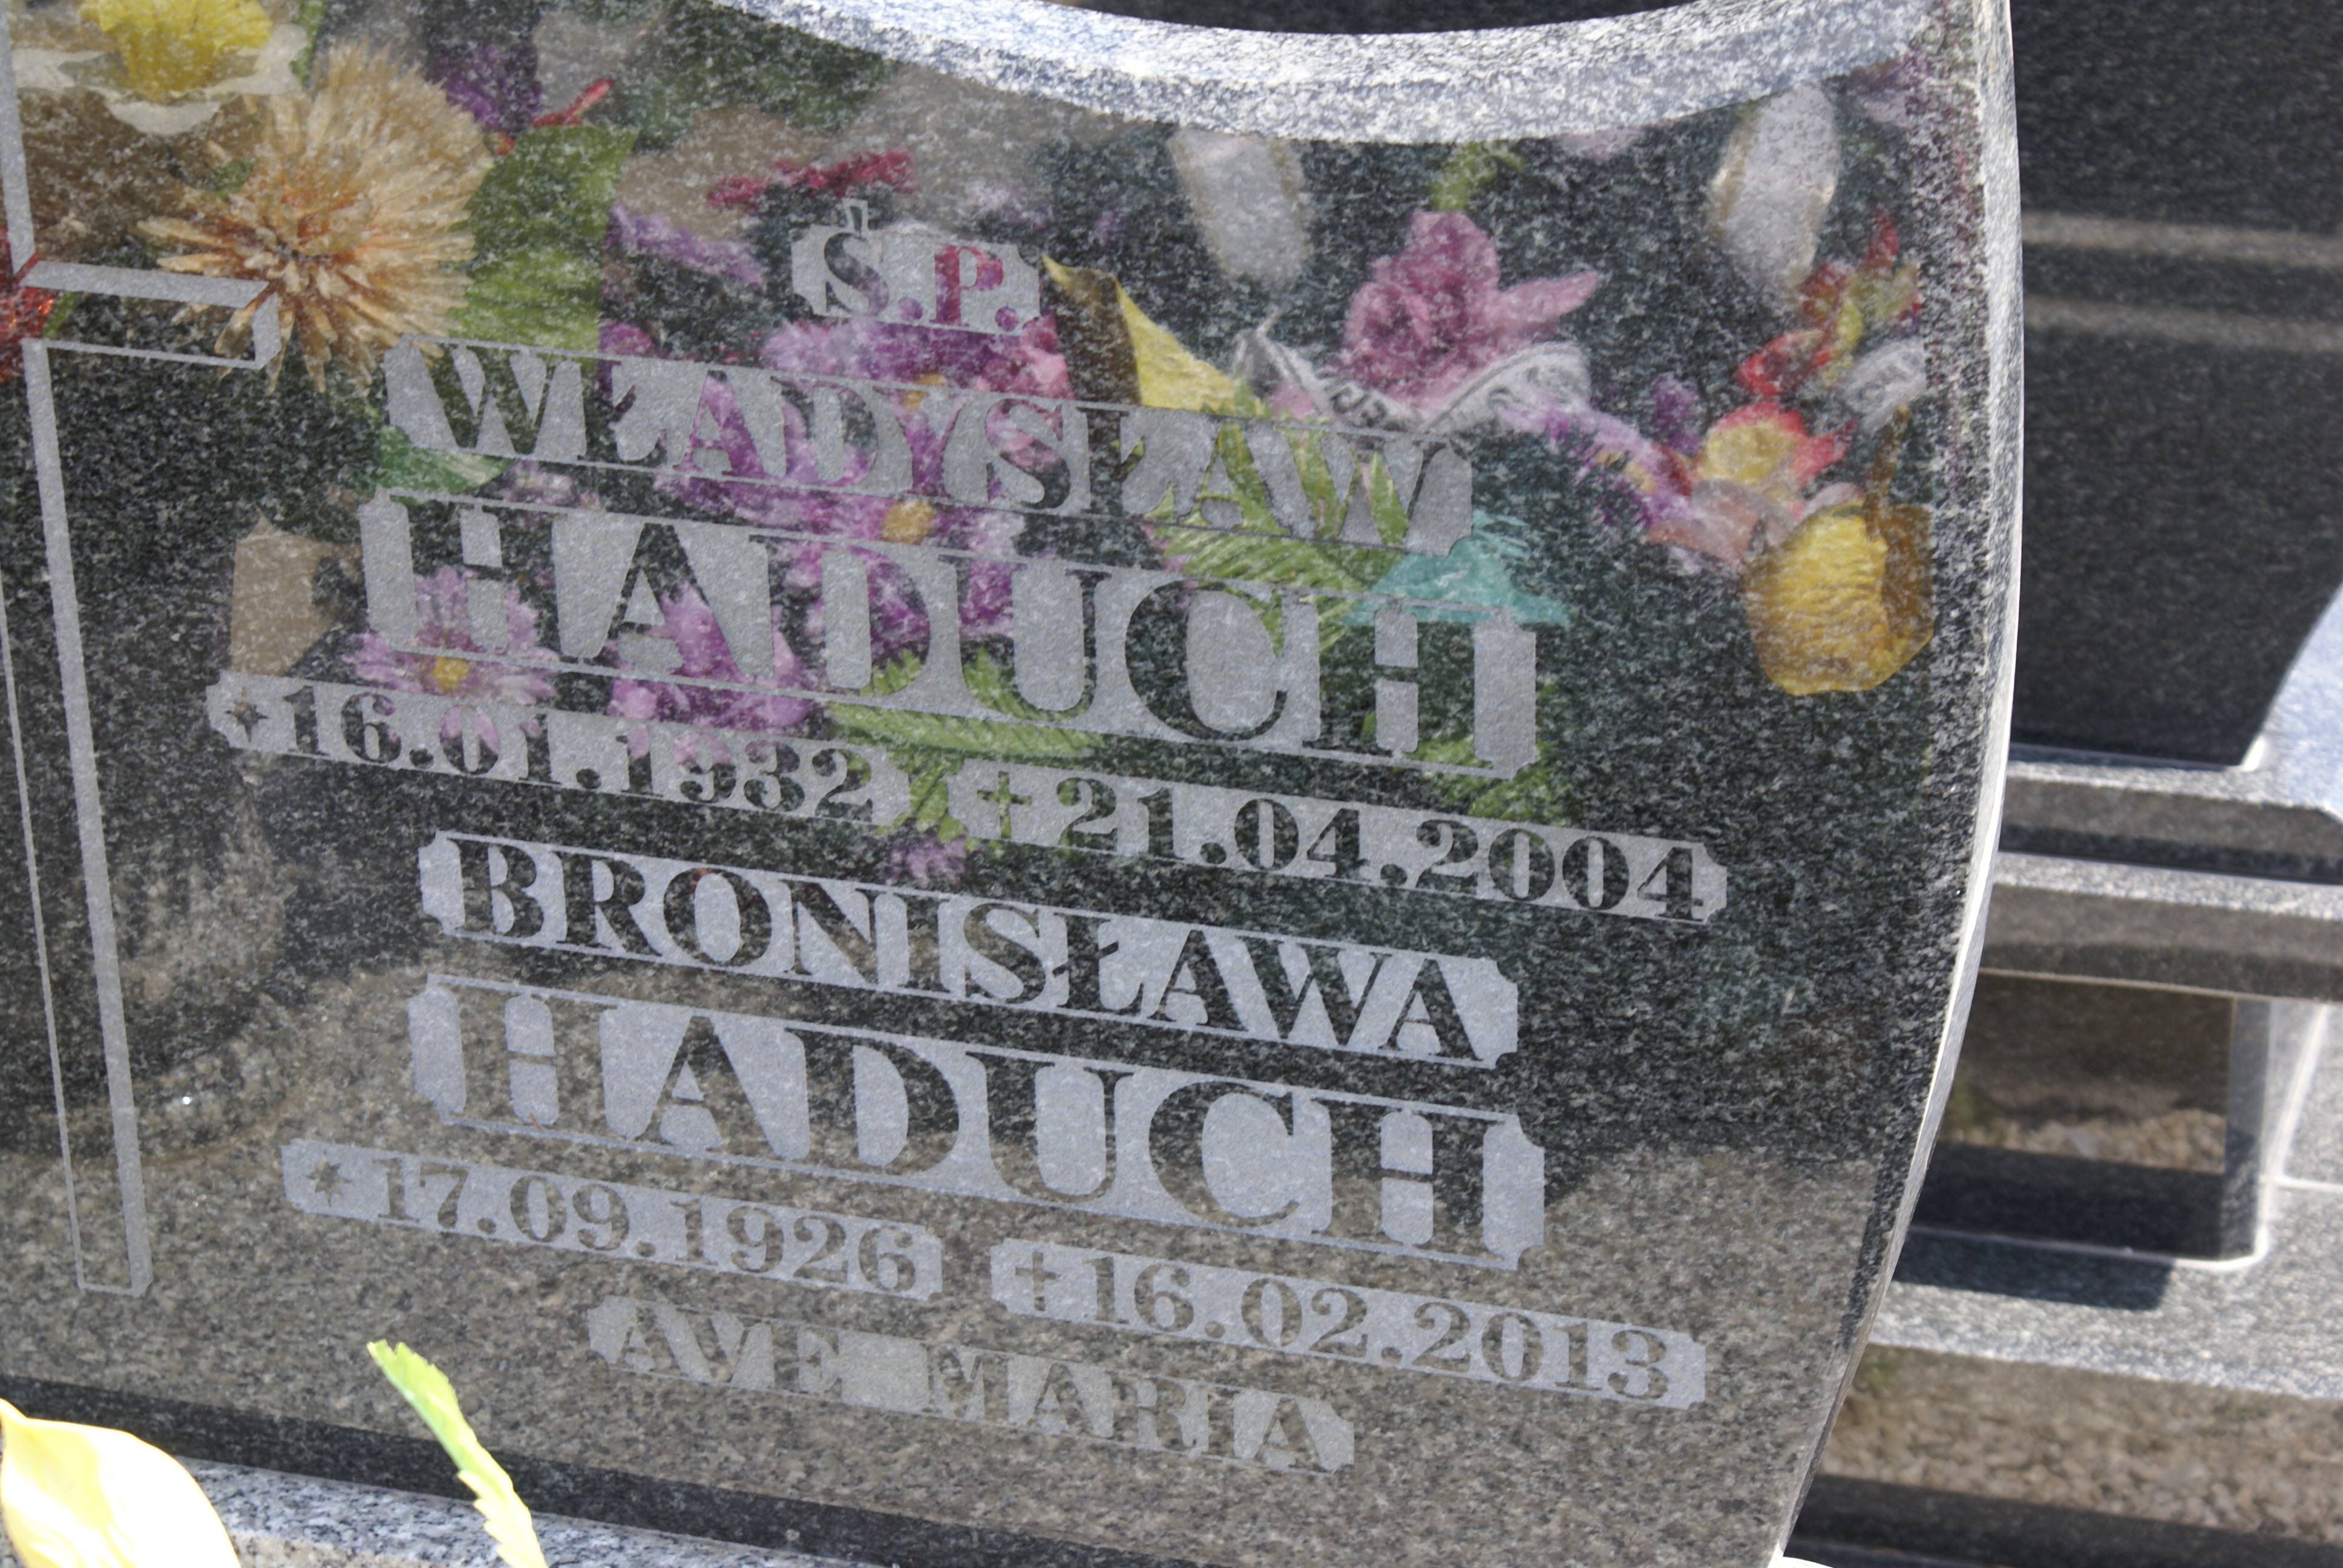 Ś.P.
WŁADYSŁAW
HADUCH
✶16.01.1932 ✝21.04.2004
BRONISŁAWA
HADUCH
✶17.09.1926 ✝16.02.2013
AVE MARIA